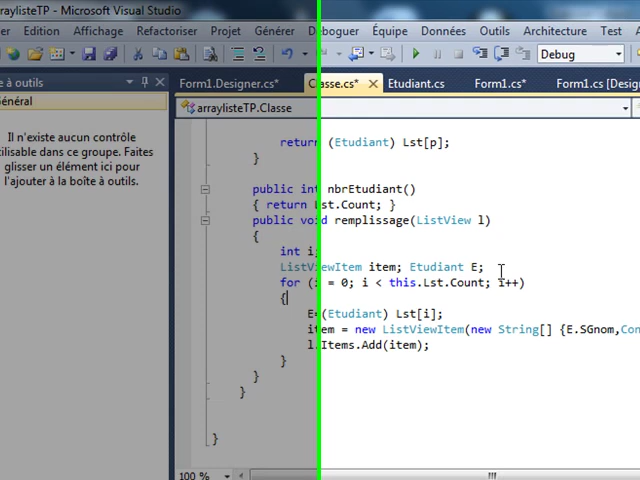 raylisteTP - Microsoft Visual Studio
Edition Affichage Refactoriser Projet Générer Déboguer Équipe Données Outils Architecture Test
Debug
e à outils
Form1.Designer.cs* Classe.cs* Etudiant.cs Form1.cs* Form1.cs [Desig
Général
arraylisteTP.Classe
Il n'existe aucun contrôle
tilisable dans ce groupe. Faites
glisser un élément ici pour
l'ajouter à la boîte à outils.
return (Etudiant) Lst[p];
}
public int nbrEtudiant()
{ return Lst.Count; }
public void remplissage(ListView l)
{
int i;
ListViewItem item; Etudiant E;
for (i = 0; i < this.Lst.Count; i++)
{
E=(Etudiant) Lst[i];
item = new ListViewItem(new String[] {E.SGnom,Con
l.Items.Add(item);
}
}
}
}
100 %